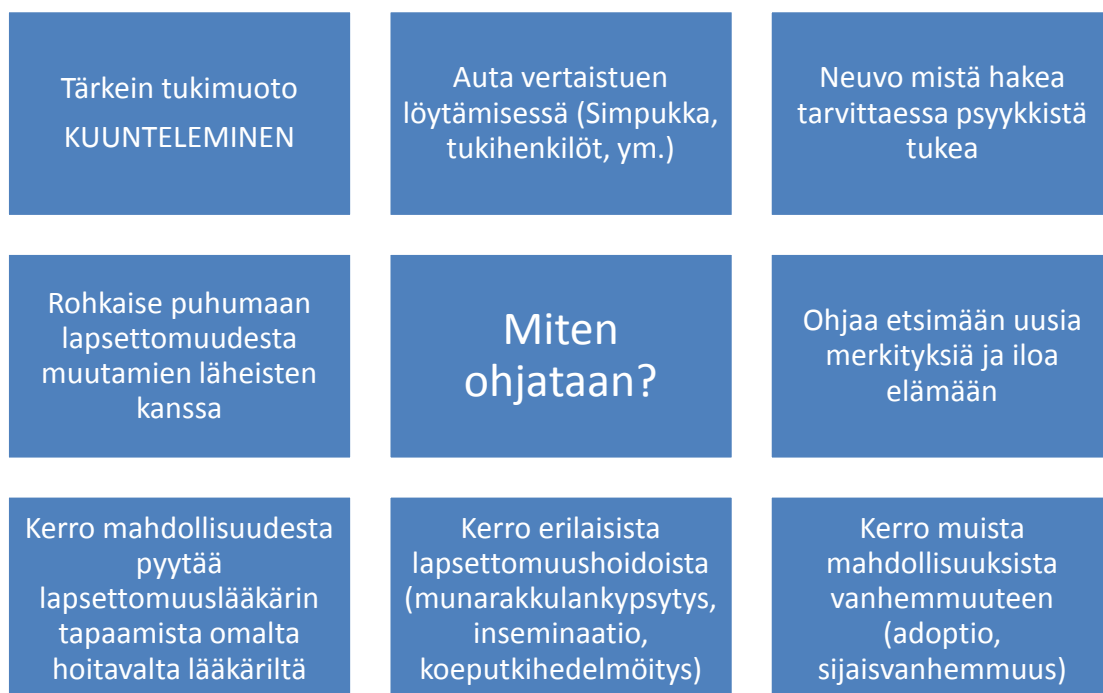 Tärkein tukimuoto
KUUNTELEMINEN
Auta vertaistuen
löytämisessä (Simpukka,
tukihenkilöt, ym.)
Neuvo mistä hakea
tarvittaessa psyykkistä
tukea
Rohkaise puhumaan
lapsettomuudesta
muutamien läheisten
kanssa
Miten
ohjataan?
Ohjaa etsimään uusia
merkityksiä ja iloa
elämään
Kerro mahdollisuudesta
pyytää
lapsettomuuslääkärin
tapaamista omalta
hoitavalta lääkäriltä
Kerro erilaisista
lapsettomuushoidoista
(munarakkulankypsytys,
inseminaatio,
koeputkihedelmöitys)
Kerro muista
mahdollisuuksista
vanhemmuuteen
(adoptio,
sijaisvanhemmuus)